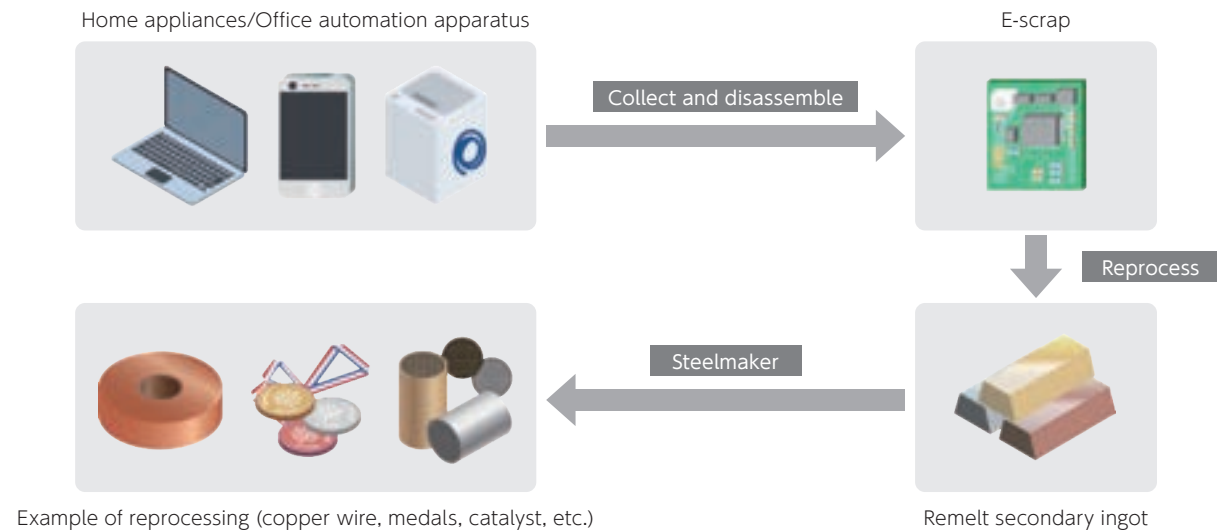 Home appliances/Office automation apparatus
E-scrap
Collect and disassemble
Reprocess
Steelmaker
Example of reprocessing (copper wire, medals, catalyst, etc.)
Remelt secondary ingot